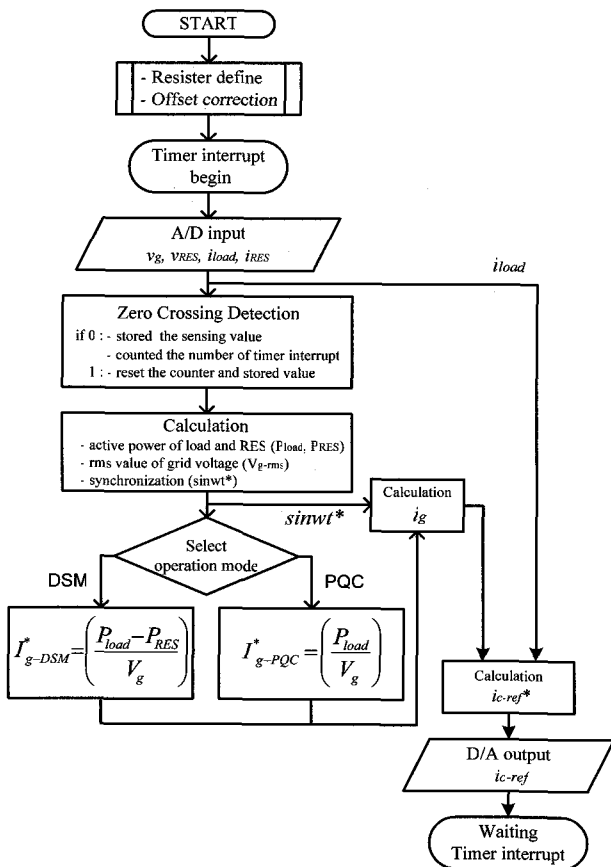 START
- Resister define
- Offset correction
Timer interrupt
begin
A/D input
vg, vRES, iload, iRES
iload
Zero Crossing Detection
if 0 : - stored the sensing value
- counted the number of timer interrupt
1 : - reset the counter and stored value
Calculation
- active power of load and RES (Pload, PRES)
- rms value of grid voltage (Vg-rms)
- synchronization (sinwt*)
sinwt*
Calculation
ig
Select
operation mode
DSM
PQC
I*g-DSM=(Pload-PRES/Vg)
I*g-PQC=(Pload/Vg)
Calculation
ic-ref*
D/A output
ic-ref
Waiting
Timer interrupt